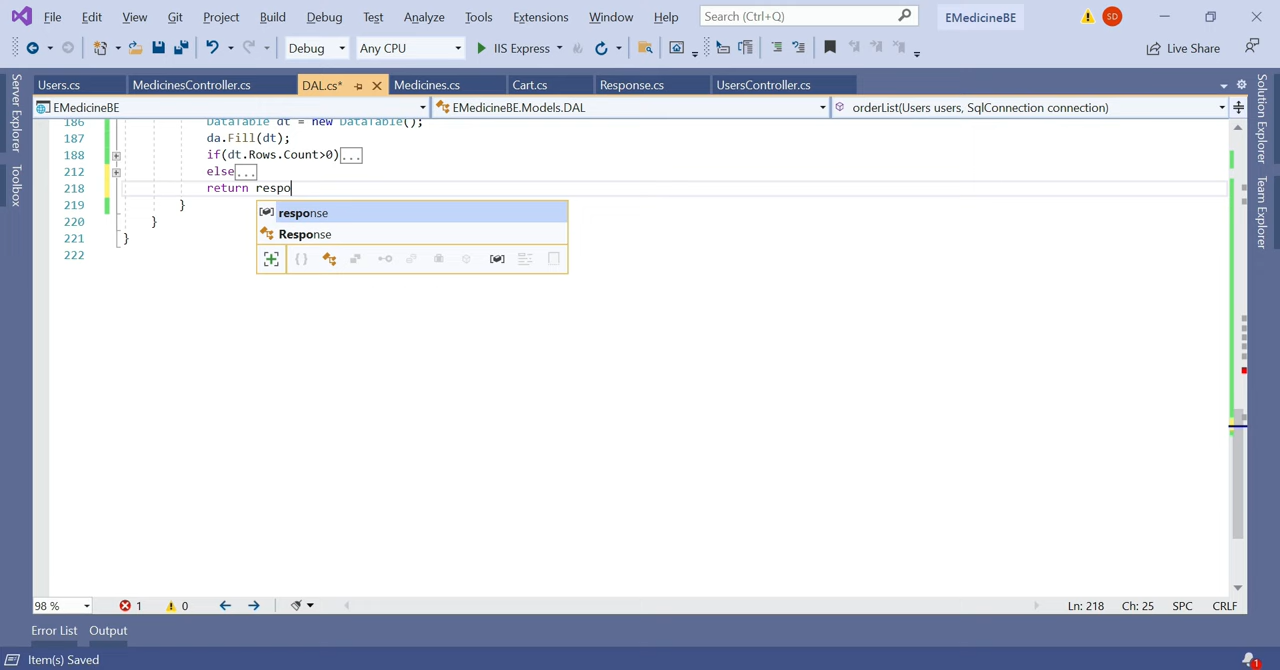 File Edit View Git Project Build Debug Test Analyze Tools Extensions Window Help Search (Ctrl+Q) EMedicineBE SD
Debug Any CPU IIS Express Live Share
Users.cs MedicinesController.cs DAL.cs* Medicines.cs Cart.cs Response.cs UsersController.cs
EMedicineBE EMedicineBE.Models.DAL orderList(Users users, SqlConnection connection)
Server Explorer
Toolbox
Solution Explorer
Team Explorer
186 DataTable dt = new DataTable();
187 da.Fill(dt);
188 if(dt.Rows.Count>0)...
212 else...
218 return respo
219 }
220 }
221 }
222
response
Response
98 % 1 0 Ln: 218 Ch: 25 SPC CRLF
Error List Output
Item(s) Saved 1